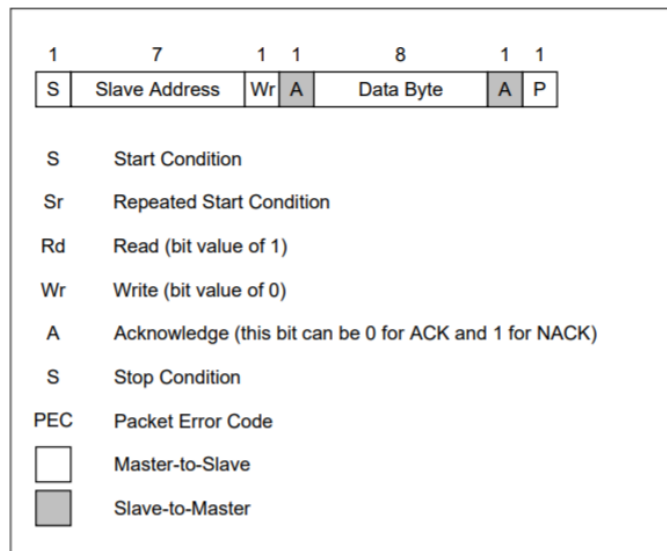 1 7 1 1 8 1 1
S Slave Address Wr A Data Byte A P
S Start Condition
Sr Repeated Start Condition
Rd Read (bit value of 1)
Wr Write (bit value of 0)
A Acknowledge (this bit can be 0 for ACK and 1 for NACK)
S Stop Condition
PEC Packet Error Code
Master-to-Slave
Slave-to-Master